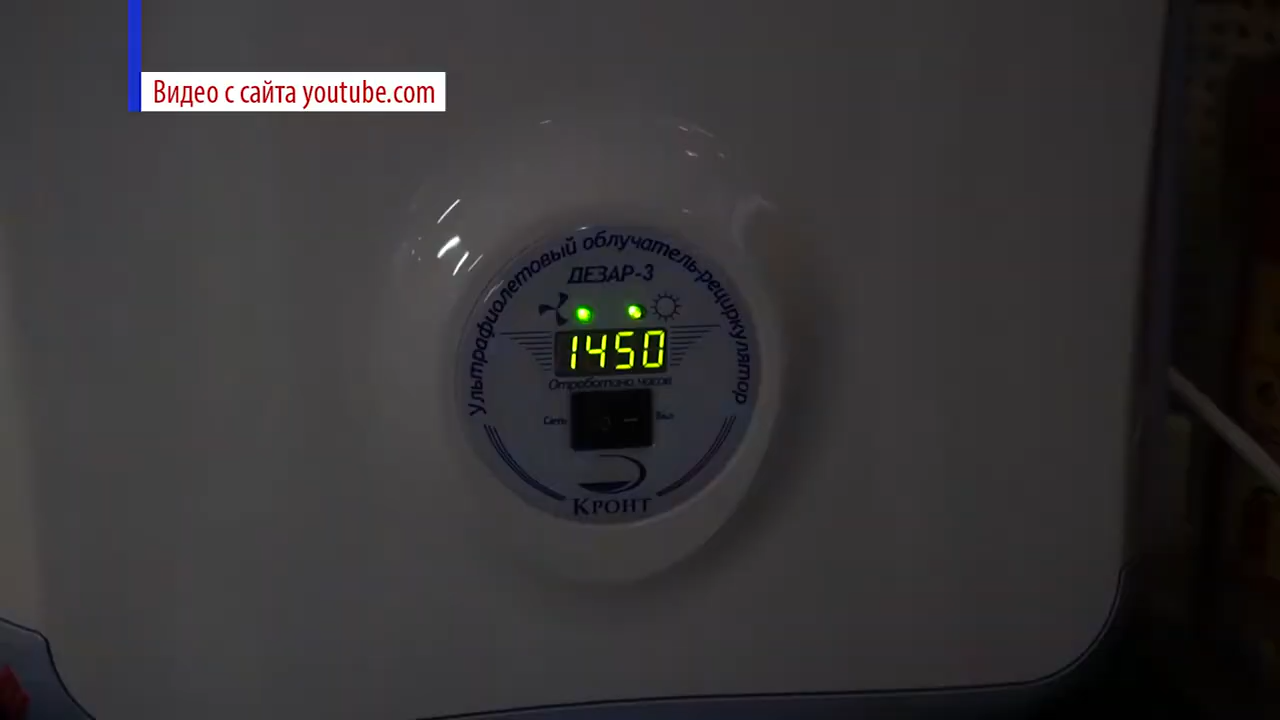 Видео с сайта youtube.com
Ультрафиолетовый облучатель-рециркулятор
ДЕЗАР-3
1450
Отработано часов
Сеть
Вкл
КРОНТ